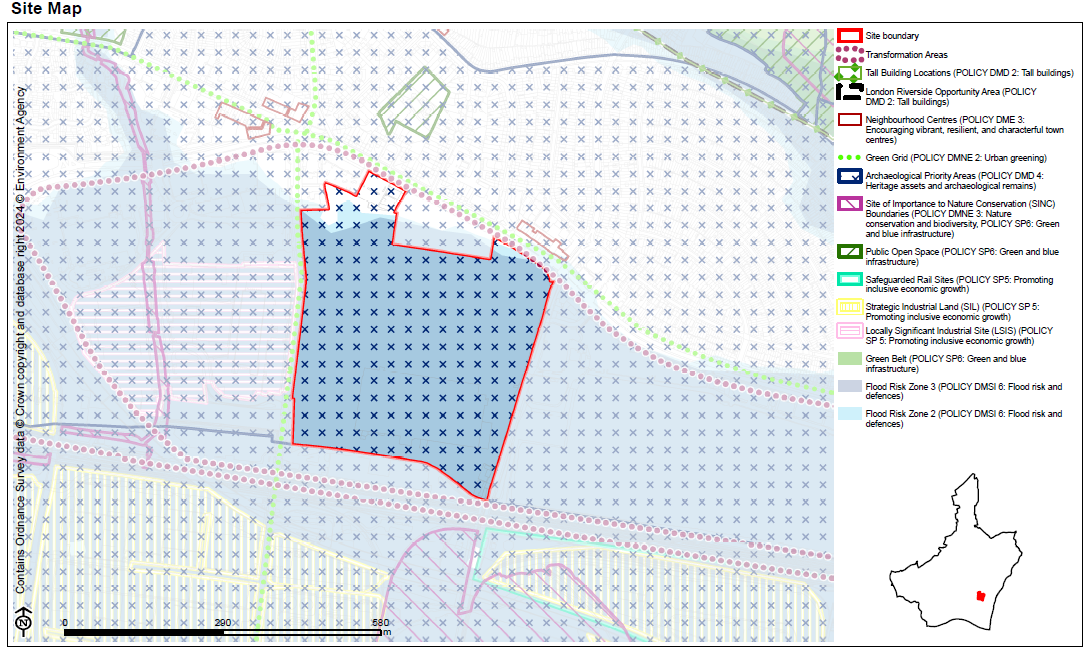 Site Map
Contains Ordnance Survey data © Crown copyright and database right 2024 © Environment Agency
N
0
290
580
m
Site boundary
Transformation Areas
Tall Building Locations (POLICY DMD 2: Tall buildings)
London Riverside Opportunity Area (POLICY
DMD 2: Tall buildings)
Neighbourhood Centres (POLICY DME 3:
Encouraging vibrant, resilient, and characterful town
centres)
Green Grid (POLICY DMNE 2: Urban greening)
Archaeological Priority Areas (POLICY DMD 4:
Heritage assets and archaeological remains)
Site of Importance to Nature Conservation (SINC)
Boundaries (POLICY DMNE 3: Nature
conservation and biodiversity, POLICY SP6: Green
and blue infrastructure)
Public Open Space (POLICY SP6: Green and blue
infrastructure)
Safeguarded Rail Sites (POLICY SP5: Promoting
inclusive economic growth)
Strategic Industrial Land (SIL) (POLICY SP 5:
Promoting inclusive economic growth)
Locally Significant Industrial Site (LSIS) (POLICY
SP 5: Promoting inclusive economic growth)
Green Belt (POLICY SP6: Green and blue
infrastructure)
Flood Risk Zone 3 (POLICY DMSI 6: Flood risk and
defences)
Flood Risk Zone 2 (POLICY DMSI 6: Flood risk and
defences)